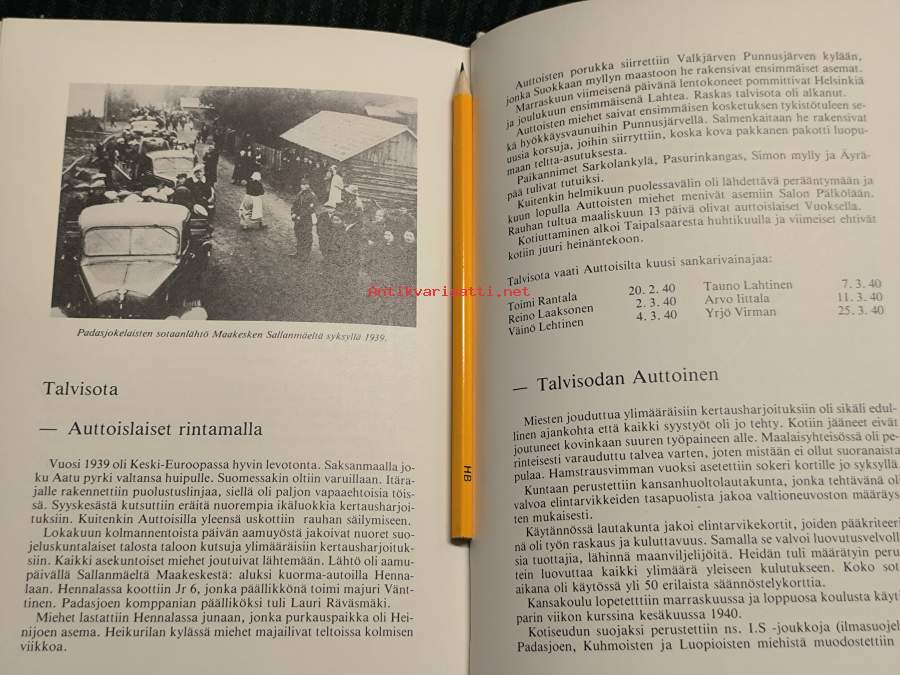 Antikvariaatti.net
Padasjokelaisten sotaanlähtö Maakesken Sallanmäeltä syksyllä 1939.
Talvisota
— Auttoislaiset rintamalla
Vuosi 1939 oli Keski-Euroopassa hyvin levotonta. Saksanmaalla jo-
ku Aatu pyrki valtansa huipulle. Suomessakin oltiin varuillaan. Itära-
jalle rakennettiin puolustuslinjaa, siellä oli paljon vapaaehtoisia töis-
sä. Syyskesästä kutsuttiin eräitä nuorempia ikäluokkia kertausharjoi-
tuksiin. Kuitenkin Auttoisilla yleensä uskottiin rauhan säilymiseen.
Lokakuun kolmannentoista päivän aamuyöstä jakoivat nuoret suo-
jeluskuntalaiset talosta taloon kutsuja ylimääräisiin kertausharjoituk-
siin. Kaikki asekuntoiset miehet joutuivat lähtemään. Lähtö oli aamu-
päivällä Sallanmäeltä Maakeskestä: aluksi kuorma-autoilla Henna-
laan. Hennalassa koottiin Jr 6, jonka päällikkönä toimi majuri Vänt-
tinen. Padasjoen komppanian päälliköksi tuli Lauri Räväsmäki.
Miehet lastattiin Hennalassa junaan, jonka purkauspaikka oli Hei-
nijoen asema. Heikurilan kylässä miehet majailivat teltoissa kolmisen
viikkoa.
Auttoisten porukka siirrettiin Valkjärven Punnusjärven kylään,
jonka Suokkaan myllyn maastoon he rakensivat ensimmäiset asemat.
Marraskuun viimeisenä päivänä lentokoneet pommittivat Helsinkiä
ja joulukuun ensimmäisenä Lahtea. Raskas talvisota oli alkanut.
Auttoisten miehet saivat ensimmäisen kosketuksen tykistötuleen se-
kä hyökkäysvaunuihin Punnusjärvellä. Salmenkaitaan he rakensivat
uusia korsuja, joihin siirryttiin, koska kova pakkanen pakotti luopu-
maan teltta-asutuksesta.
Paikannimet Sarkolankylä, Pasurinkangas, Simon mylly ja Äyrä-
pää tulivat tutuiksi.
Kuitenkin helmikuun puolessavälin oli lähdettävä perääntymään ja
kuun lopulla Auttoisten miehet menivät asemiin Salon Pälkölään.
Rauhan tultua maaliskuun 13 päivä olivat auttoislaiset Vuoksella.
Kotiuttaminen alkoi Taipalsaaresta huhtikuulla ja viimeiset ehtivät
kotiin juuri heinäntekoon.
Talvisota vaati Auttoisilta kuusi sankarivainajaa:
Toimi Rantala 20. 2. 40 Tauno Lahtinen 7. 3. 40
Reino Laaksonen 2. 3. 40 Arvo Iittala 11. 3. 40
Väinö Lehtinen 4. 3. 40 Yrjö Virman 25. 3. 40
— Talvisodan Auttoinen
Miesten jouduttua ylimääräisiin kertausharjoituksiin oli sikäli edul-
linen ajankohta että kaikki syystyöt oli jo tehty. Kotiin jääneet eivät
joutuneet kovinkaan suuren työpaineen alle. Maalaisyhteisössä oli pe-
rinteisesti varauduttu talvea varten, joten mistään ei ollut suoranaista
pulaa. Hamstrausvimman vuoksi asetettiin sokeri kortille jo syksyllä.
Kuntaan perustettiin kansanhuoltolautakunta, jonka tehtävänä oli
valvoa elintarvikkeiden tasapuolista jakoa valtioneuvoston määräys
ten mukaisesti.
Käytännössä lautakunta jakoi elintarvikekortit, joiden pääkriteeri
nä oli työn raskaus ja kuluttavuus. Samalla se valvoi luovutusvelvoll
sia tuottajia, lähinnä maanviljelijöitä. Heidän tuli määrätyin peru
tein luovuttaa kaikki ylimäärä yleiseen kulutukseen. Koko sot
aikana oli käytössä yli 50 erilaista säännöstelykorttia.
Kansakoulu lopetetttiin marraskuussa ja loppuosa koulusta käyti
parin viikon kurssina kesäkuussa 1940.
Kotiseudun suojaksi perustettiin ns. I.S -joukkoja (ilmasuojel
Padasjoen, Kuhmoisten ja Luopioisten miehistä muodostettiin
HB